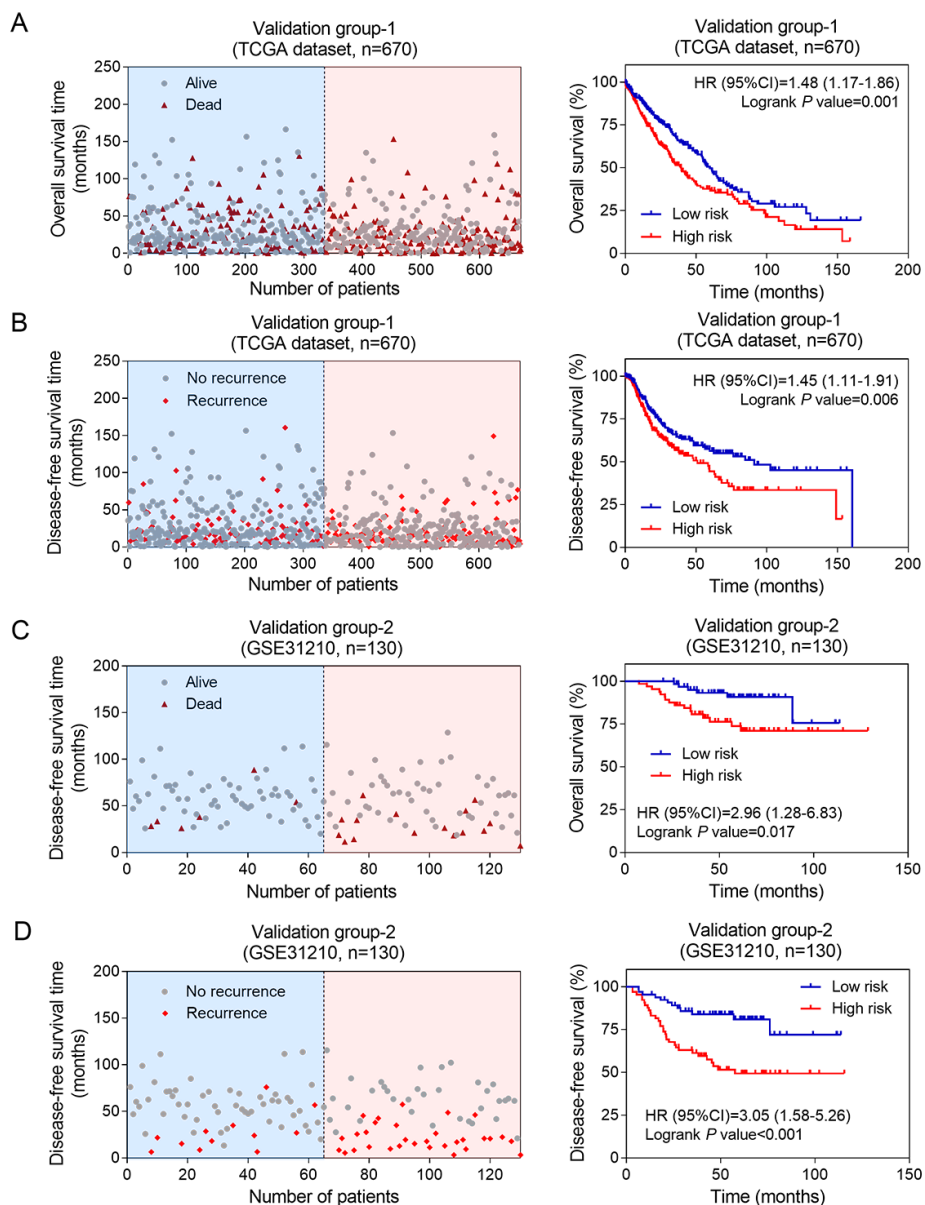 A
Validation group-1
(TCGA dataset, n=670)
Overall survival time
(months)
250
200
150
100
50
0
Alive
Dead
0 100 200 300 400 500 600
Number of patients
Validation group-1
(TCGA dataset, n=670)
Overall survival (%)
100
75
50
25
0
HR (95%CI)=1.48 (1.17-1.86)
Logrank P value=0.001
Low risk
High risk
0 50 100 150 200
Time (months)
B
Validation group-1
(TCGA dataset, n=670)
Disease-free survival time
(months)
250
200
150
100
50
0
No recurrence
Recurrence
0 100 200 300 400 500 600
Number of patients
Validation group-1
(TCGA dataset, n=670)
Disease-free survival (%)
100
75
50
25
0
HR (95%CI)=1.45 (1.11-1.91)
Logrank P value=0.006
Low risk
High risk
0 50 100 150 200
Time (months)
C
Validation group-2
(GSE31210, n=130)
Disease-free survival time
(months)
200
150
100
50
0
Alive
Dead
0 20 40 60 80 100 120
Number of patients
Validation group-2
(GSE31210, n=130)
Overall survival (%)
100
75
50
25
0
Low risk
High risk
HR (95%CI)=2.96 (1.28-6.83)
Logrank P value=0.017
0 50 100 150
Time (months)
D
Validation group-2
(GSE31210, n=130)
Disease-free survival time
(months)
200
150
100
50
0
No recurrence
Recurrence
0 20 40 60 80 100 120
Number of patients
Validation group-2
(GSE31210, n=130)
Disease-free survival (%)
100
75
50
25
0
Low risk
High risk
HR (95%CI)=3.05 (1.58-5.26)
Logrank P value<0.001
0 50 100 150
Time (months)